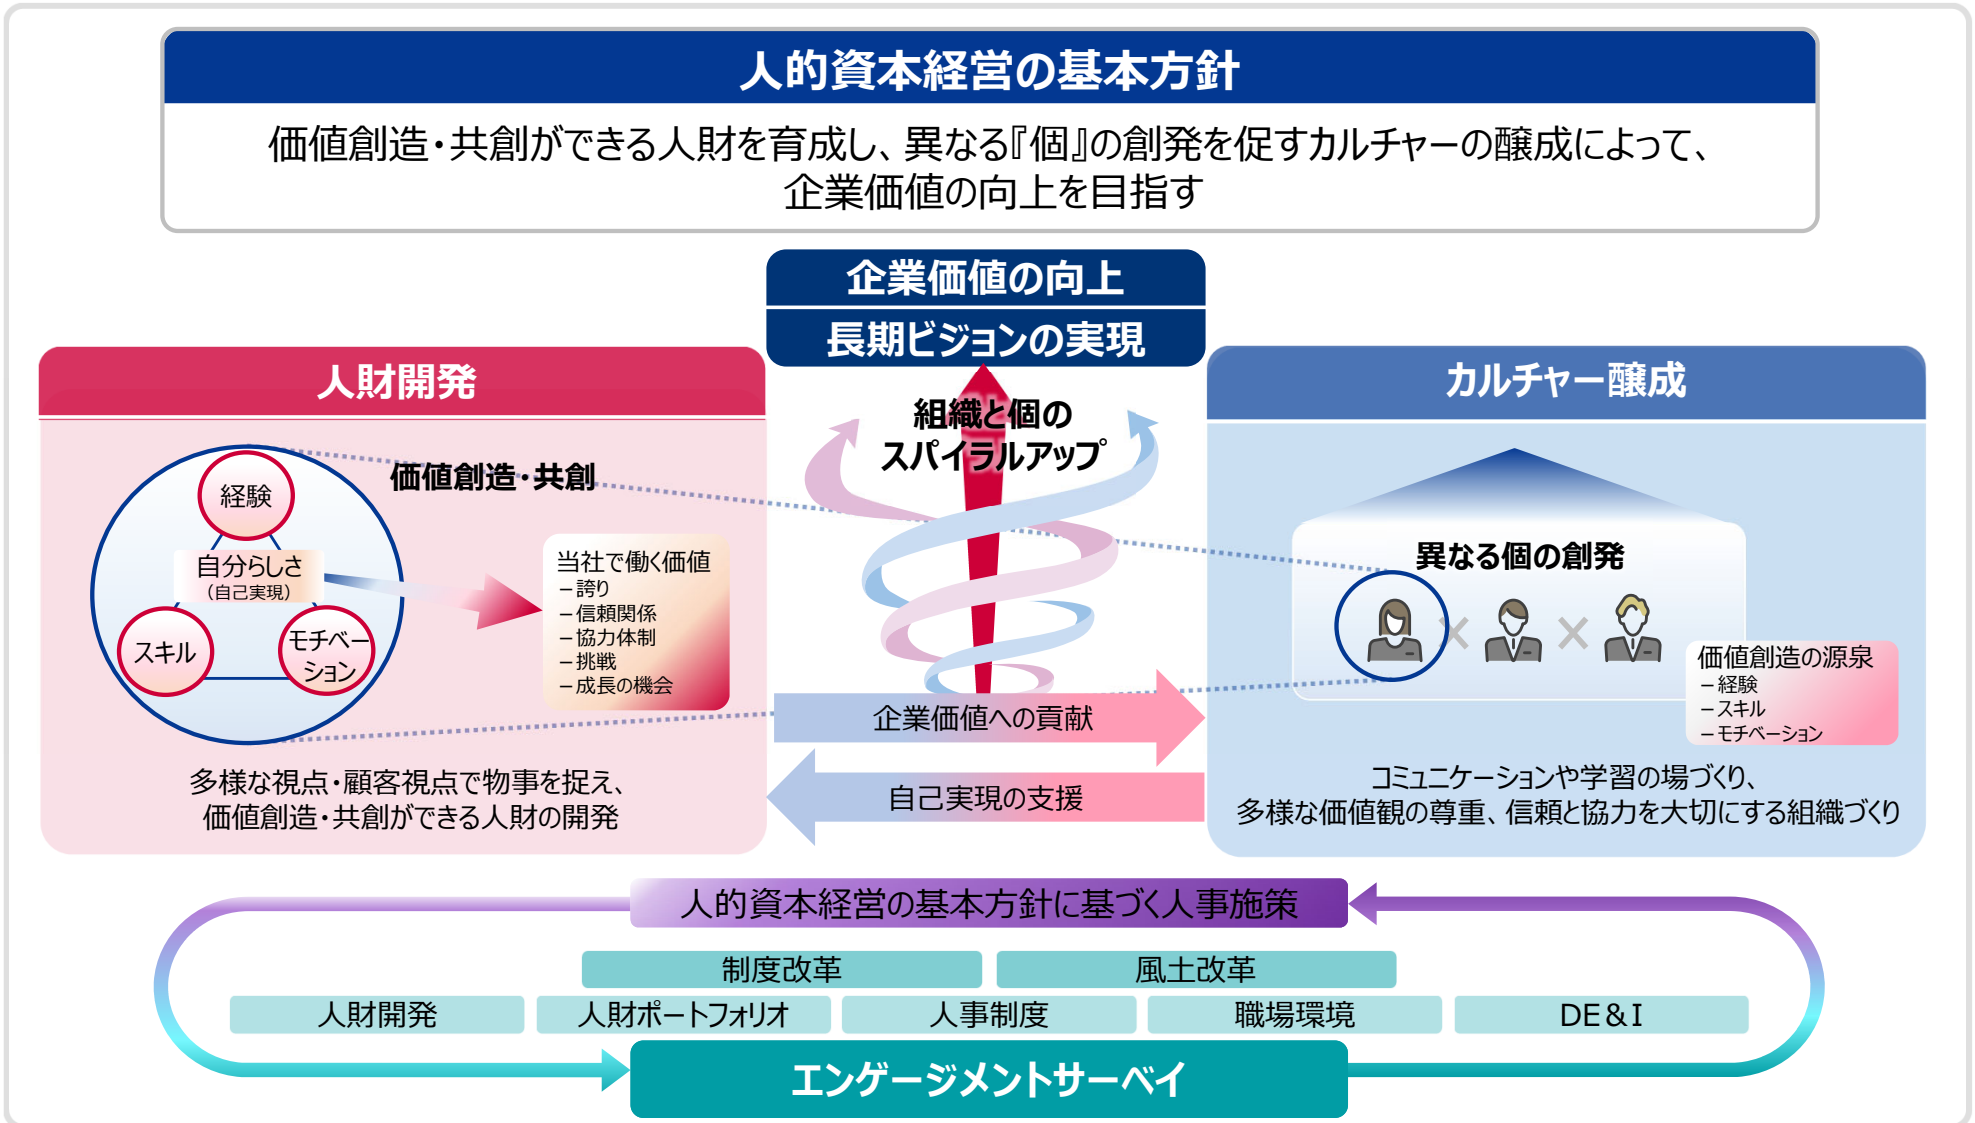 人的資本経営の基本方針
価値創造・共創ができる人財を育成し、異なる『個』の創発を促すカルチャーの醸成によって、
企業価値の向上を目指す
企業価値の向上
長期ビジョンの実現
組織と個の
スパイラルアップ
人財開発
価値創造・共創
経験
自分らしさ
（自己実現）
スキル
モチベー
ション
当社で働く価値
－誇り
－信頼関係
－協力体制
－挑戦
－成長の機会
多様な視点・顧客視点で物事を捉え、
価値創造・共創ができる人財の開発
企業価値への貢献
自己実現の支援
カルチャー醸成
異なる個の創発
価値創造の源泉
－経験
－スキル
－モチベーション
コミュニケーションや学習の場づくり、
多様な価値観の尊重、信頼と協力を大切にする組織づくり
人的資本経営の基本方針に基づく人事施策
制度改革
風土改革
人財開発
人財ポートフォリオ
人事制度
職場環境
DE＆I
エンゲージメントサーベイ